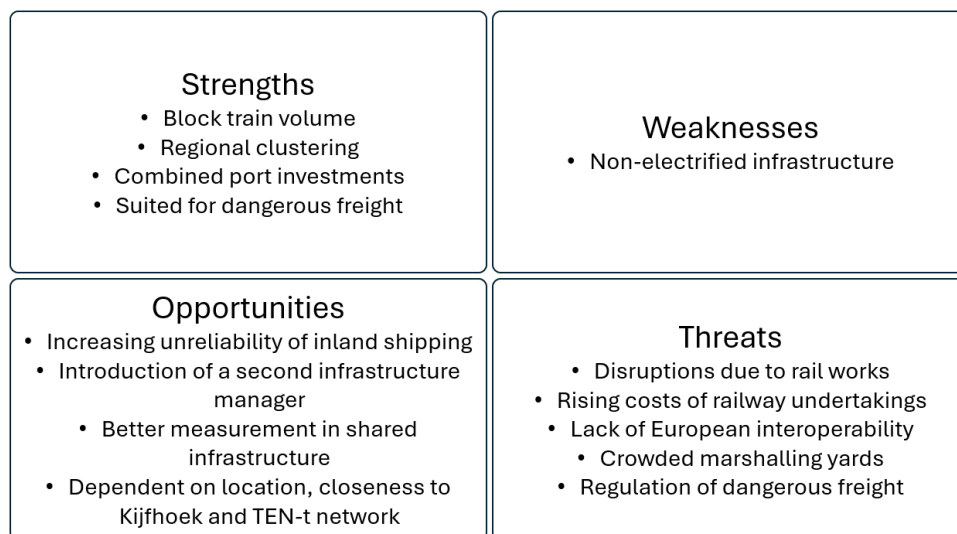 Strengths
• Block train volume
• Regional clustering
• Combined port investments
• Suited for dangerous freight
Weaknesses
• Non-electrified infrastructure
Opportunities
• Increasing unreliability of inland shipping
• Introduction of a second infrastructure
manager
• Better measurement in shared
infrastructure
• Dependent on location, closeness to
Kijfhoek and TEN-t network
Threats
• Disruptions due to rail works
• Rising costs of railway undertakings
• Lack of European interoperability
• Crowded marshalling yards
• Regulation of dangerous freight